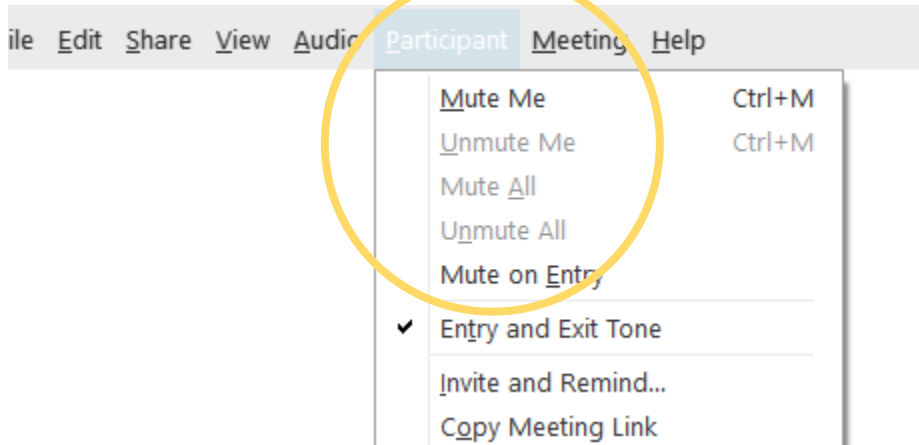 ile Edit Share View Audio Participant Meeting Help
Mute Me Ctrl+M
Unmute Me Ctrl+M
Mute All
Unmute All
Mute on Entry
Entry and Exit Tone
Invite and Remind...
Copy Meeting Link